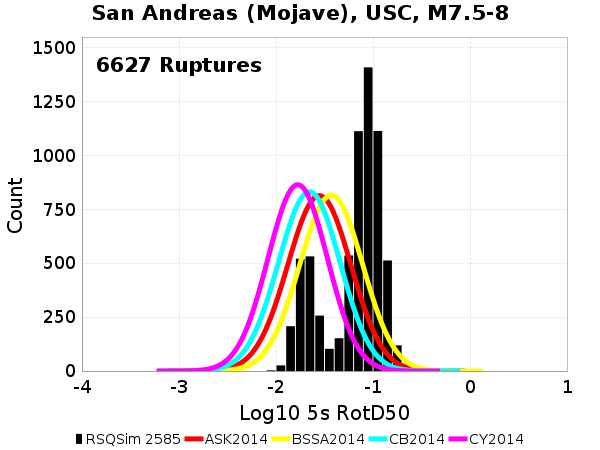 San Andreas (Mojave), USC, M7.5-8
6627 Ruptures
1500
1250
1000
750
500
250
0
Count
-4 -3 -2 -1 0 1
Log10 5s RotD50
RSQSim 2585 ASK2014 BSSA2014 CB2014 CY2014